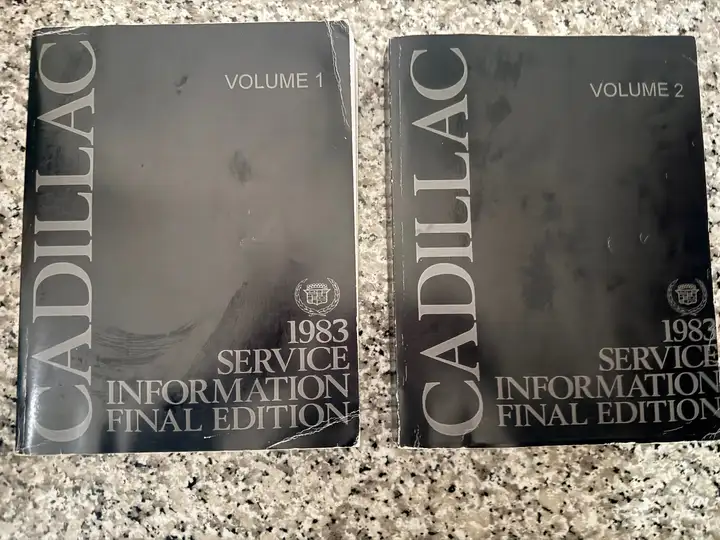 CADILLAC
VOLUME 1
1983
SERVICE
INFORMATION
FINAL EDITION
CADILLAC
VOLUME 2
1983
SERVICE
INFORMATION
FINAL EDITION